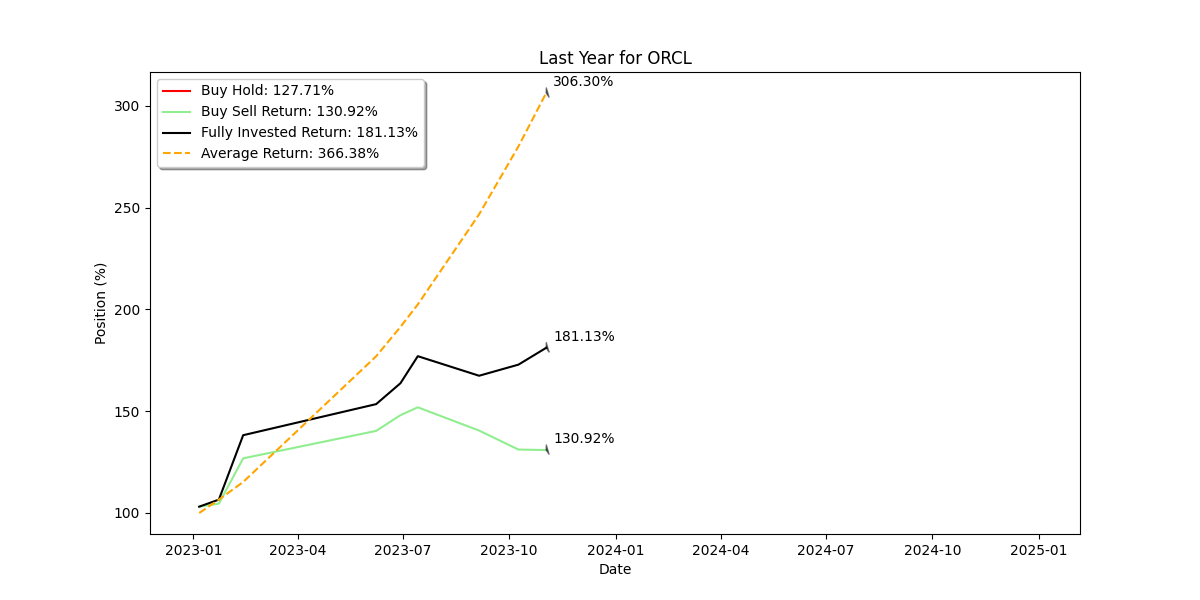 Last Year for ORCL
Buy Hold: 127.71%
Buy Sell Return: 130.92%
Fully Invested Return: 181.13%
Average Return: 366.38%
306.30%
181.13%
130.92%
300
250
200
150
100
Position (%)
2023-01
2023-04
2023-07
2023-10
2024-01
2024-04
2024-07
2024-10
2025-01
Date